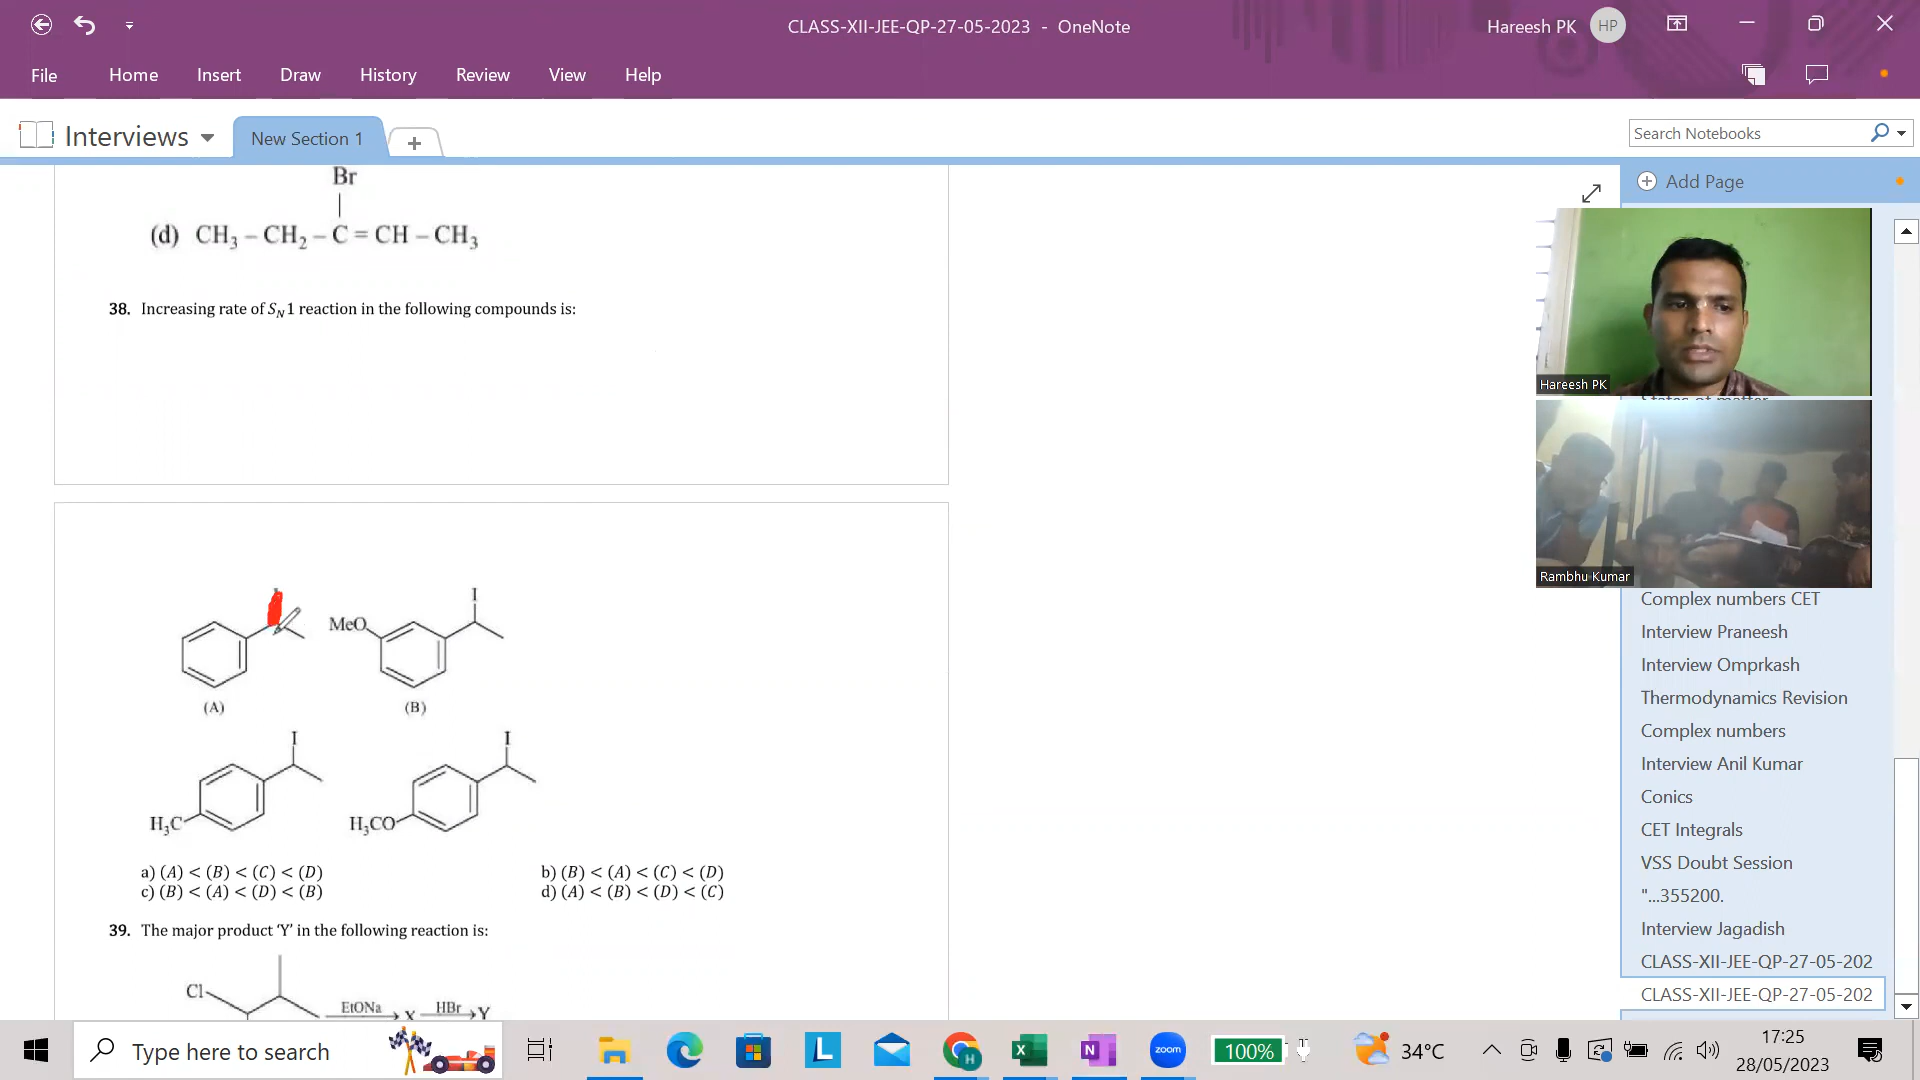 CLASS-XII-JEE-QP-27-05-2023 - OneNote
Hareesh PK
HP
File Home Insert Draw History Review View Help
Interviews
New Section 1
+
Search Notebooks
Add Page
Br
(d) CH₃ – CH₂ – C = CH – CH₃
38. Increasing rate of S_N1 reaction in the following compounds is:
Hareesh PK
Rambhu Kumar
I
MeO
(A)
(B)
I
I
H₃C
H₃CO
a) (A) < (B) < (C) < (D)
b) (B) < (A) < (C) < (D)
c) (B) < (A) < (D) < (B)
d) (A) < (B) < (D) < (C)
39. The major product ‘Y’ in the following reaction is:
Cl
EtONa
X
HBr
Y
Complex numbers CET
Interview Praneesh
Interview Omprkash
Thermodynamics Revision
Complex numbers
Interview Anil Kumar
Conics
CET Integrals
VSS Doubt Session
"...355200.
Interview Jagadish
CLASS-XII-JEE-QP-27-05-202
CLASS-XII-JEE-QP-27-05-202
Type here to search
L
zoom
100%
34°C
17:25
28/05/2023